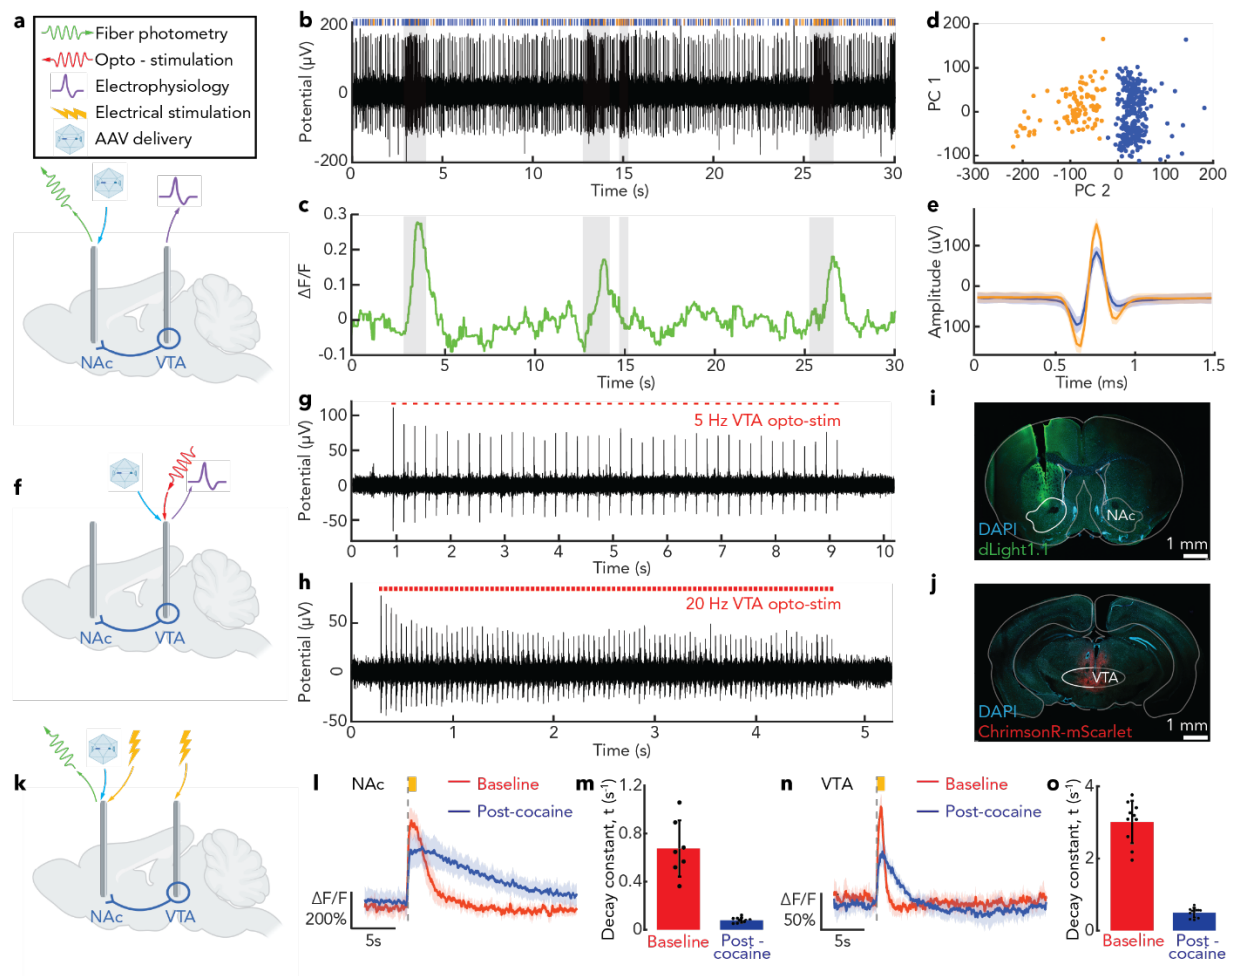 a
Fiber photometry
Opto - stimulation
Electrophysiology
Electrical stimulation
AAV delivery
NAc
VTA
b
Potential (µV)
200
0
-200
0
5
10
15
20
25
30
Time (s)
c
ΔF/F
0.3
0.2
0.1
0
-0.1
0
5
10
15
20
25
30
Time (s)
d
PC 1
200
100
0
-100
-300
-200
-100
0
100
200
PC 2
e
Amplitude (uV)
100
0
100
0
0.5
1
1.5
Time (ms)
f
NAc
VTA
g
5 Hz VTA opto-stim
Potential (µV)
100
50
0
-50
0
1
2
3
4
5
6
7
8
9
10
Time (s)
h
20 Hz VTA opto-stim
Potential (µV)
50
0
-50
0
1
2
3
4
5
Time (s)
i
NAc
DAPI
dLight1.1
1 mm
j
VTA
DAPI
ChrimsonR-mScarlet
1 mm
k
NAc
VTA
l
NAc
Baseline
Post-cocaine
ΔF/F
200%
5s
m
Decay constant, t (s⁻¹)
1.2
0.8
0.4
0
Baseline
Post -
cocaine
n
VTA
Baseline
Post-cocaine
ΔF/F
50%
5s
o
Decay constant, t (s⁻¹)
4
2
0
Baseline
Post -
cocaine